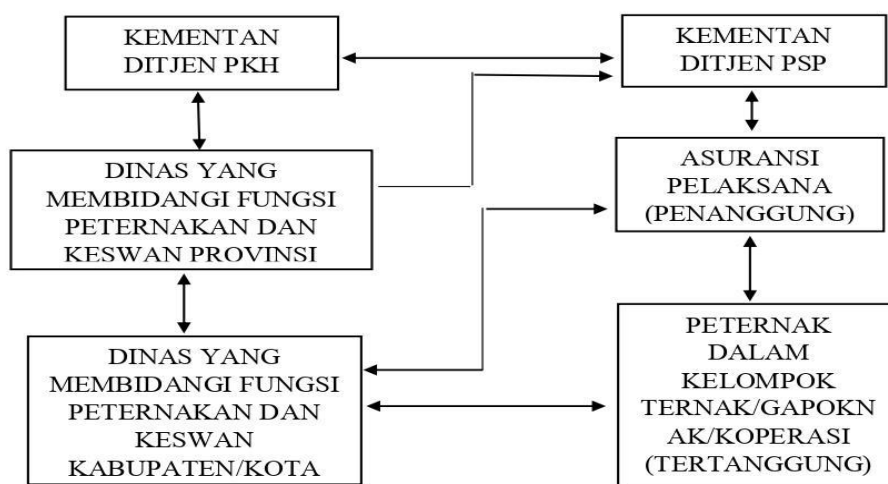 KEMENTAN
DITJEN PKH
KEMENTAN
DITJEN PSP
DINAS YANG
MEMBIDANGI FUNGSI
PETERNAKAN DAN
KESWAN PROVINSI
ASURANSI
PELAKSANA
(PENANGGUNG)
DINAS YANG
MEMBIDANGI FUNGSI
PETERNAKAN DAN
KESWAN
KABUPATEN/KOTA
PETERNAK
DALAM
KELOMPOK
TERNAK/GAPOKN
AK/KOPERASI
(TERTANGGUNG)